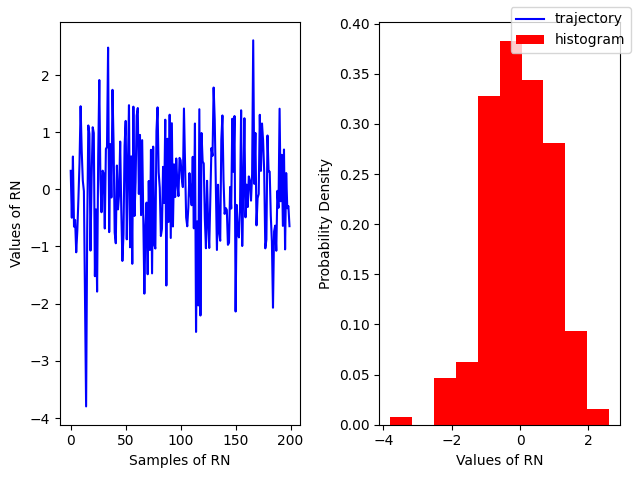 trajectory
histogram
Values of RN
2
1
0
−1
−2
−3
−4
0 50 100 150 200
Samples of RN
Probability Density
0.40
0.35
0.30
0.25
0.20
0.15
0.10
0.05
0.00
−4 −2 0 2
Values of RN